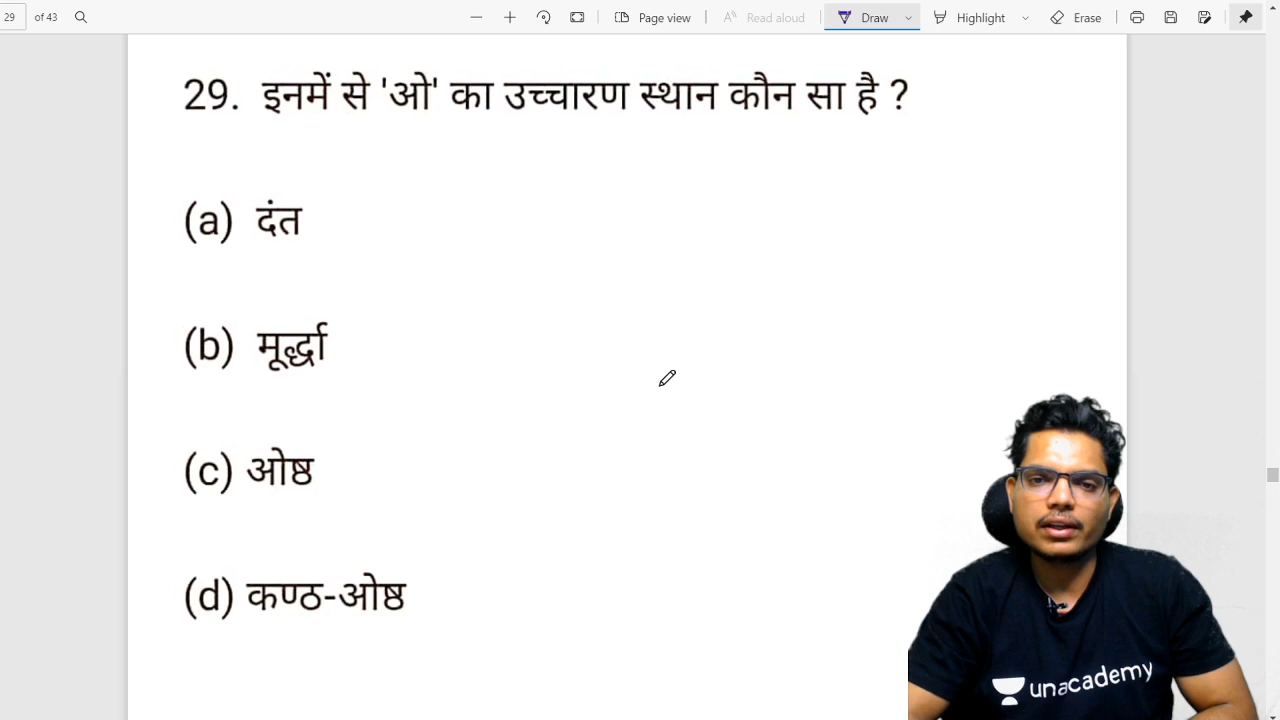 29 of 43 Page view Read aloud Draw Highlight Erase
29. इनमें से 'ओ' का उच्चारण स्थान कौन सा है ?
(a) दंत
(b) मूर्द्धा
(c) ओष्ठ
(d) कण्ठ-ओष्ठ
unacademy